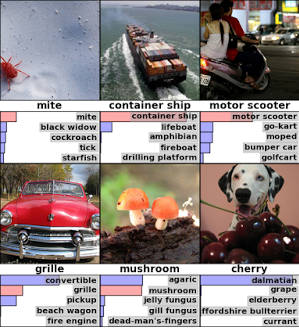 mite
container ship
motor scooter
mite
black widow
cockroach
tick
starfish
container ship
lifeboat
amphibian
fireboat
drilling platform
motor scooter
go-kart
moped
bumper car
golfcart
grille
mushroom
cherry
convertible
grille
pickup
beach wagon
fire engine
agaric
mushroom
jelly fungus
gill fungus
dead-man's-fingers
dalmatian
grape
elderberry
ffordshire bullterrier
currant